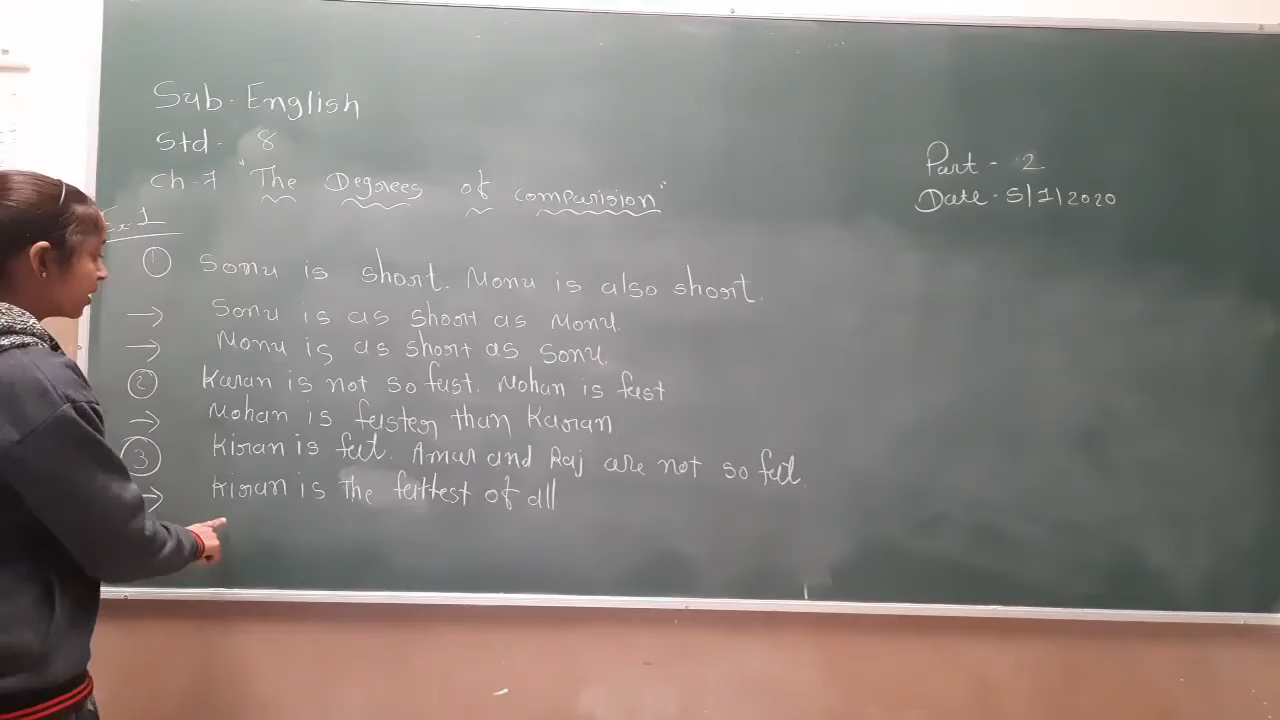 Sub. English
Std. 8
Ch.7 "The Degrees of comparision"
Part - 2
Date. 5/1/2020
Ex. 1
① Sonu is short. Monu is also short.
→ Sonu is as short as Monu.
→ Monu is as short as Sonu.
② Karan is not so fast. Mohan is fast
→ Mohan is faster than Karan.
③ Kiran is fat. Amar and Raj are not so fat.
→ Kiran is the fattest of all